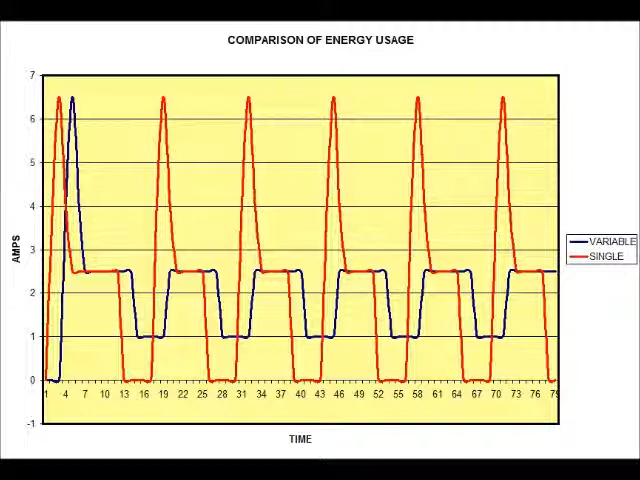 COMPARISON OF ENERGY USAGE
7
6
5
4
3
2
1
0
-1
AMPS
1 4 7 10 13 16 19 22 25 28 31 34 37 40 43 46 49 52 55 58 61 64 67 70 73 76 79
TIME
VARIABLE
SINGLE